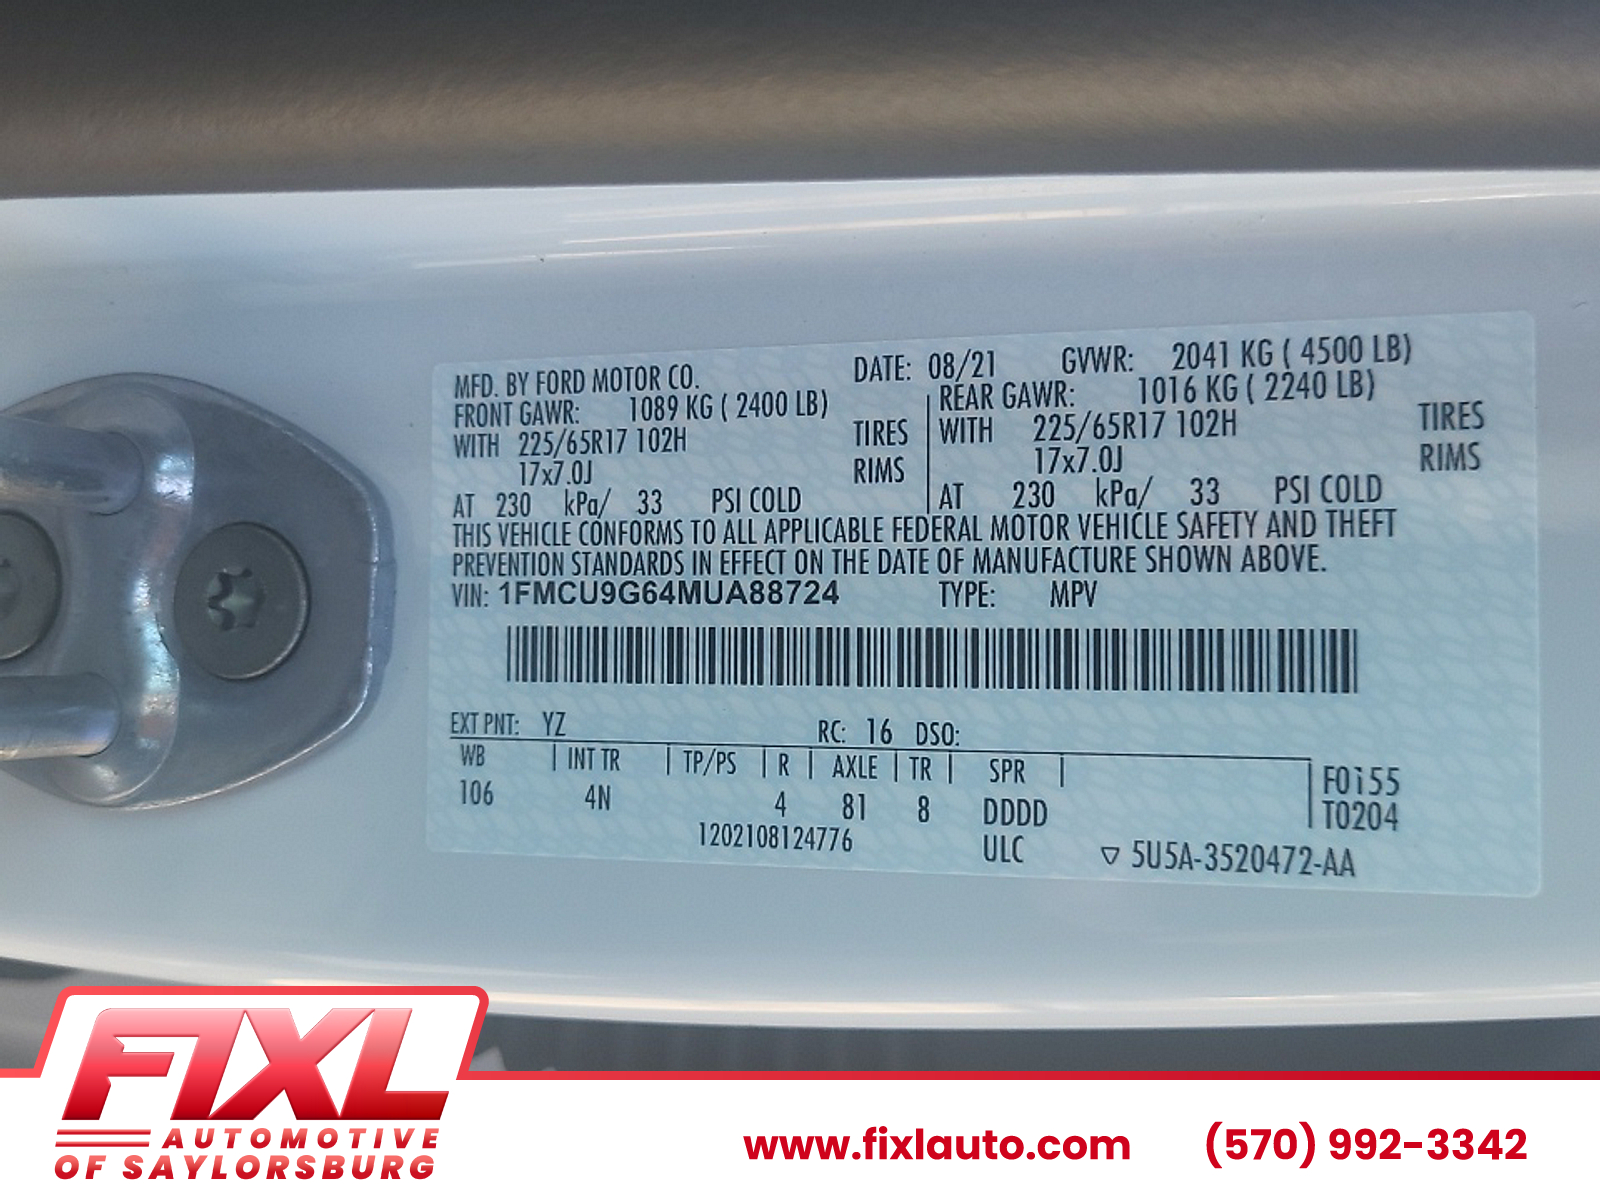 MFD. BY FORD MOTOR CO. DATE: 08/21 GVWR: 2041 KG ( 4500 LB)
FRONT GAWR: 1089 KG ( 2400 LB) REAR GAWR: 1016 KG ( 2240 LB)
WITH 225/65R17 102H TIRES WITH 225/65R17 102H TIRES
17x7.0J RIMS 17x7.0J RIMS
AT 230 kPa/ 33 PSI COLD AT 230 kPa/ 33 PSI COLD
THIS VEHICLE CONFORMS TO ALL APPLICABLE FEDERAL MOTOR VEHICLE SAFETY AND THEFT
PREVENTION STANDARDS IN EFFECT ON THE DATE OF MANUFACTURE SHOWN ABOVE.
VIN: 1FMCU9G64MUA88724 TYPE: MPV
EXT PNT: YZ RC: 16 DSO:
WB INT TR TP/PS R AXLE TR SPR F0155
106 4N 4 81 8 DDDD T0204
1202108124776 ULC ▽ 5U5A-3520472-AA
FIXL
AUTOMOTIVE
OF SAYLORSBURG
www.fixlauto.com (570) 992-3342